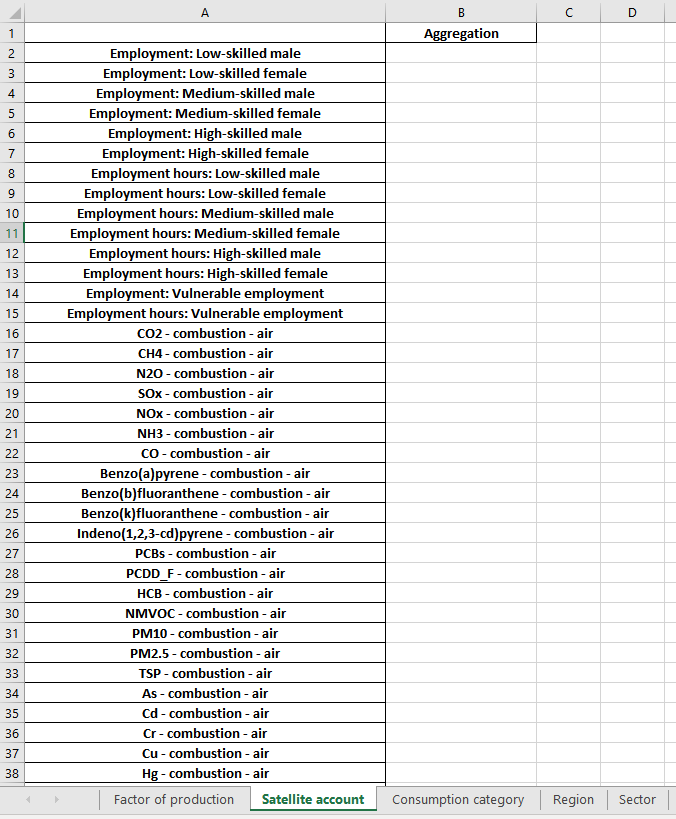 A B C D
1 Aggregation
2 Employment: Low-skilled male
3 Employment: Low-skilled female
4 Employment: Medium-skilled male
5 Employment: Medium-skilled female
6 Employment: High-skilled male
7 Employment: High-skilled female
8 Employment hours: Low-skilled male
9 Employment hours: Low-skilled female
10 Employment hours: Medium-skilled male
11 Employment hours: Medium-skilled female
12 Employment hours: High-skilled male
13 Employment hours: High-skilled female
14 Employment: Vulnerable employment
15 Employment hours: Vulnerable employment
16 CO2 - combustion - air
17 CH4 - combustion - air
18 N2O - combustion - air
19 SOx - combustion - air
20 NOx - combustion - air
21 NH3 - combustion - air
22 CO - combustion - air
23 Benzo(a)pyrene - combustion - air
24 Benzo(b)fluoranthene - combustion - air
25 Benzo(k)fluoranthene - combustion - air
26 Indeno(1,2,3-cd)pyrene - combustion - air
27 PCBs - combustion - air
28 PCDD_F - combustion - air
29 HCB - combustion - air
30 NMVOC - combustion - air
31 PM10 - combustion - air
32 PM2.5 - combustion - air
33 TSP - combustion - air
34 As - combustion - air
35 Cd - combustion - air
36 Cr - combustion - air
37 Cu - combustion - air
38 Hg - combustion - air
Factor of production Satellite account Consumption category Region Sector